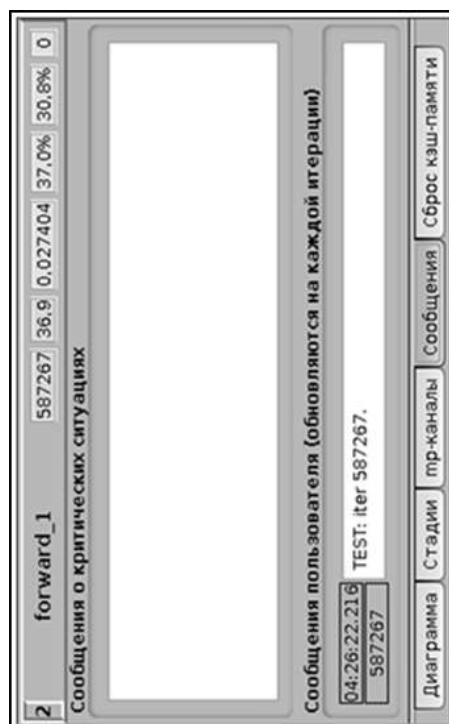 2 forward_1 587267 36.9 0.027404 37.0% 30.8% 0
Сообщения о критических ситуациях
Сообщения пользователя (обновляются на каждой итерации)
04:26:22.216 TEST: iter 587267.
587267
Диаграмма Стадии mp-каналы Сообщения Сброс кэш-памяти